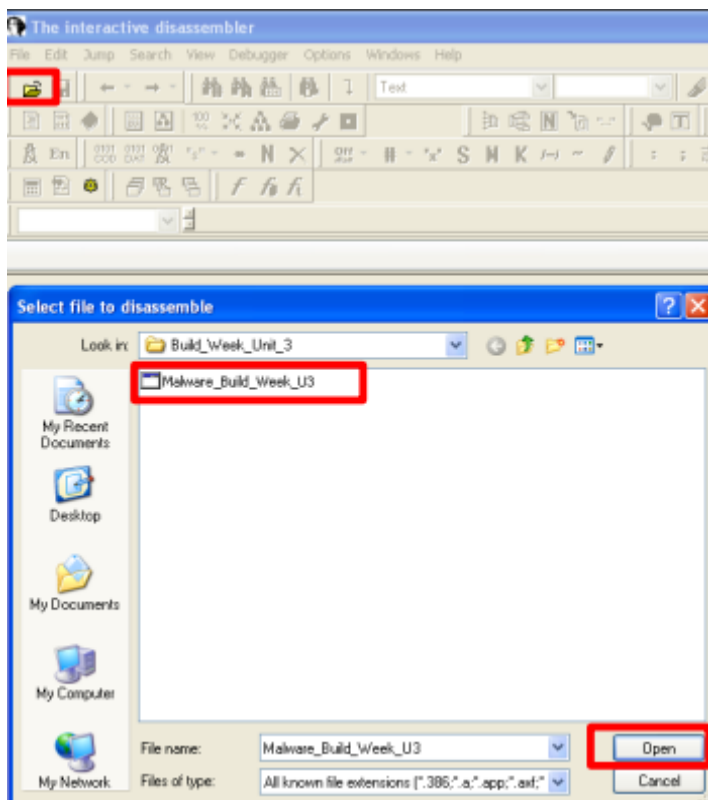 The interactive disassembler
File Edit Jump Search View Debugger Options Windows Help
Text
En
S N K
Select file to disassemble
Look in: Build_Week_Unit_3
Malware_Build_Week_U3
My Recent
Documents
Desktop
My Documents
My Computer
My Network
File name: Malware_Build_Week_U3 Open
Files of type: All known file extensions (*.386;*.a;*.app;*.axf;* Cancel